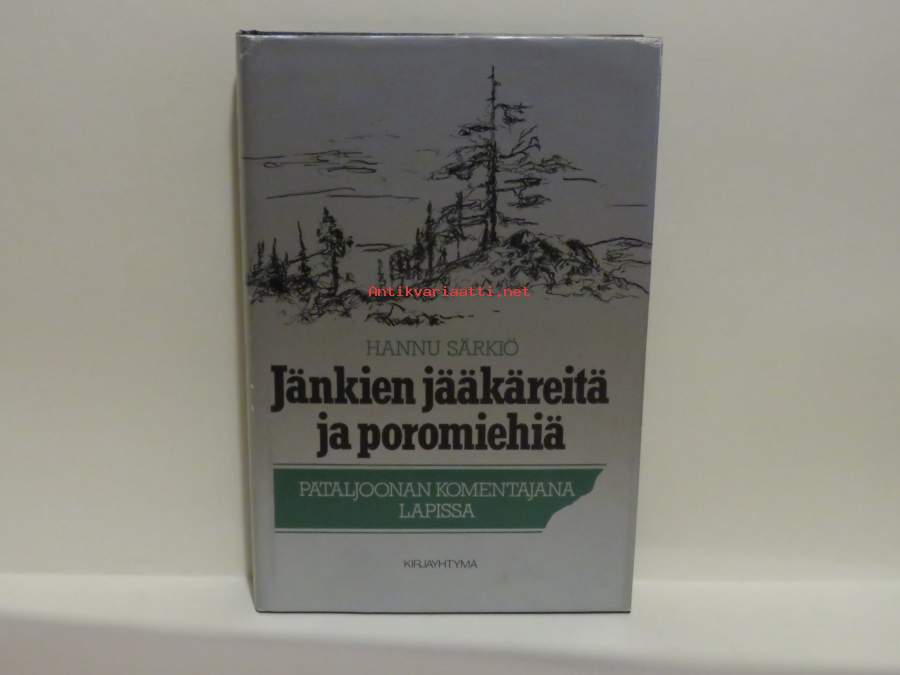 Antikvariaatti.net
HANNU SÄRKIÖ
Jänkien jääkäreitä
ja poromiehiä
PATALJOONAN KOMENTAJANA
LAPISSA
KIRJAYHTYMÄ